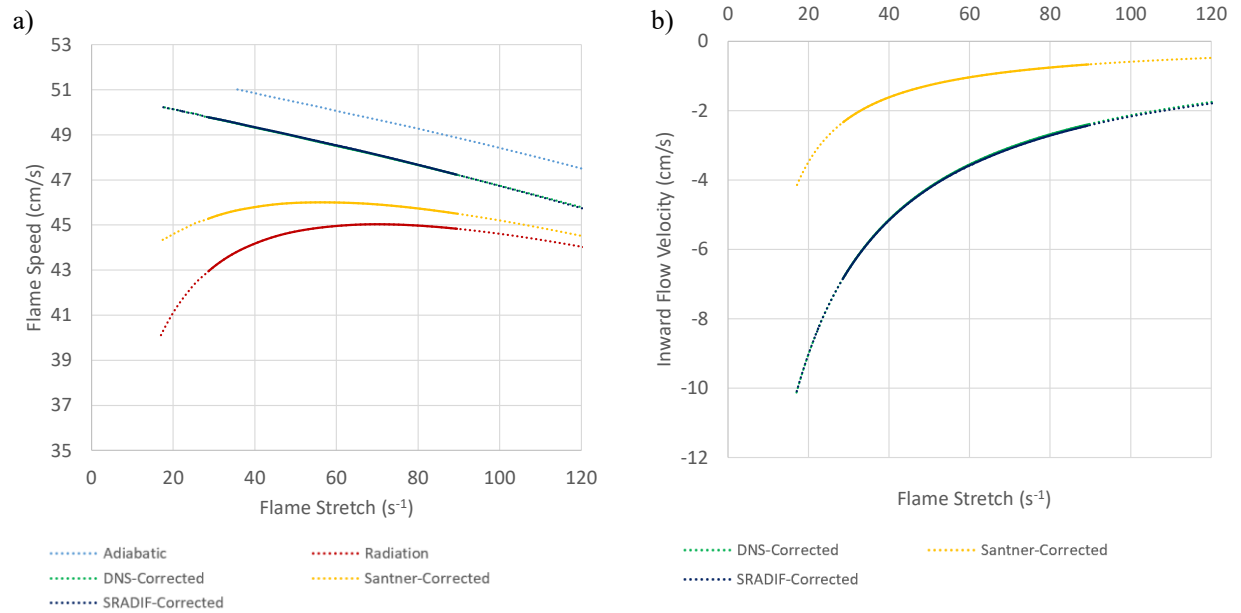 a)
53
51
49
47
45
43
41
39
37
35
Flame Speed (cm/s)
0 20 40 60 80 100 120
Flame Stretch (s⁻¹)
Adiabatic Radiation
DNS-Corrected Santner-Corrected
SRADIF-Corrected
b)
0 20 40 60 80 100 120
0
-2
-4
-6
-8
-10
-12
Inward Flow Velocity (cm/s)
Flame Stretch (s⁻¹)
DNS-Corrected Santner-Corrected
SRADIF-Corrected